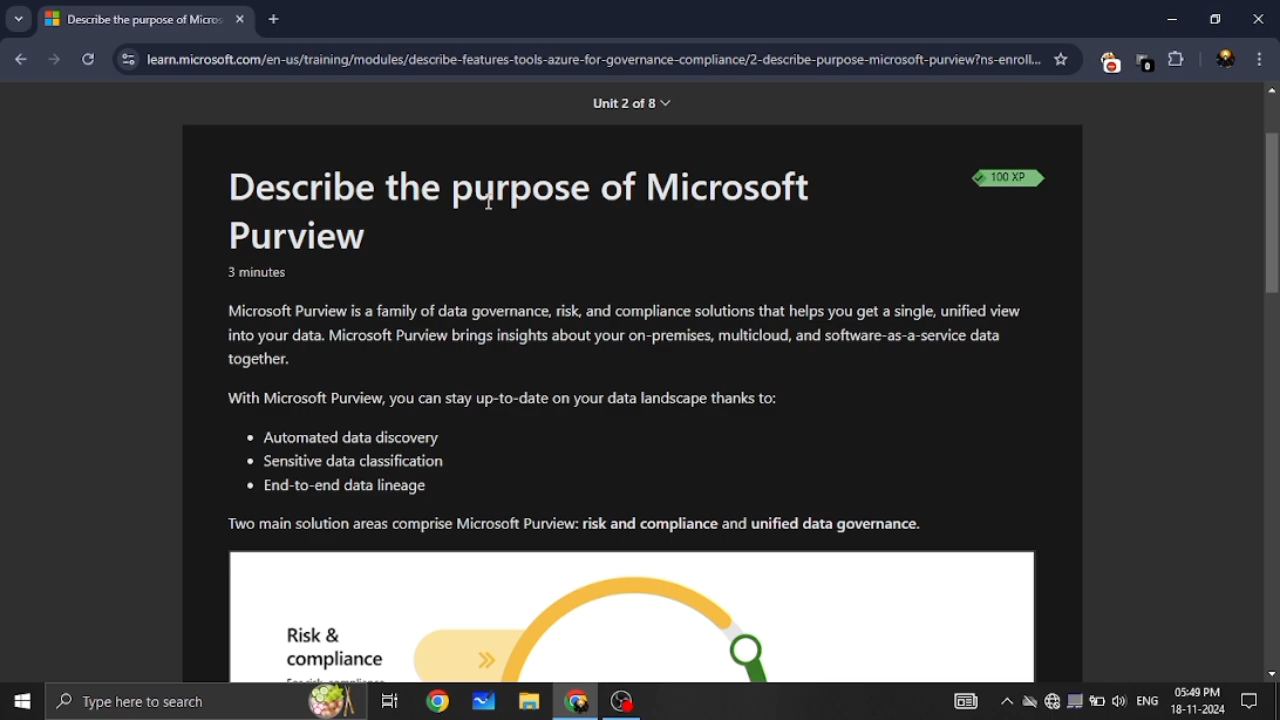 Describe the purpose of Micros
learn.microsoft.com/en-us/training/modules/describe-features-tools-azure-for-governance-compliance/2-describe-purpose-microsoft-purview?ns-enroll...
0
Unit 2 of 8
Describe the purpose of Microsoft
Purview
100 XP
3 minutes
Microsoft Purview is a family of data governance, risk, and compliance solutions that helps you get a single, unified view
into your data. Microsoft Purview brings insights about your on-premises, multicloud, and software-as-a-service data
together.
With Microsoft Purview, you can stay up-to-date on your data landscape thanks to:
• Automated data discovery
• Sensitive data classification
• End-to-end data lineage
Two main solution areas comprise Microsoft Purview: risk and compliance and unified data governance.
Risk &
compliance
Type here to search
ENG
05:49 PM
18-11-2024